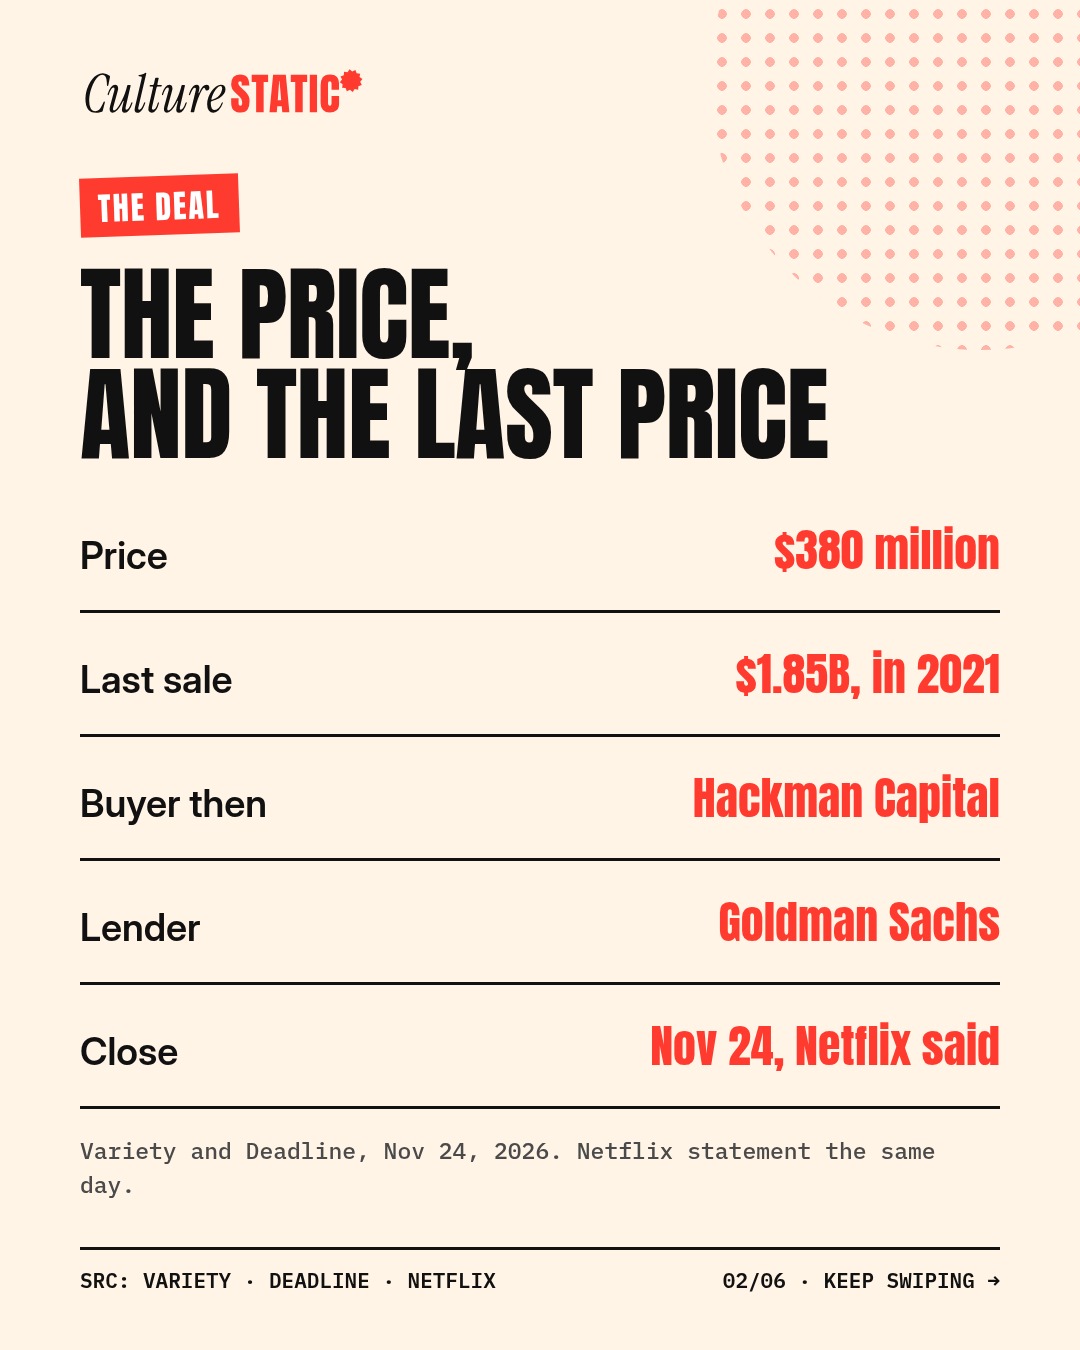 Culture STATIC
THE DEAL
THE PRICE,
AND THE LAST PRICE
Price $380 million
Last sale $1.85B, in 2021
Buyer then Hackman Capital
Lender Goldman Sachs
Close Nov 24, Netflix said
Variety and Deadline, Nov 24, 2026. Netflix statement the same
day.
SRC: VARIETY · DEADLINE · NETFLIX 02/06 · KEEP SWIPING →